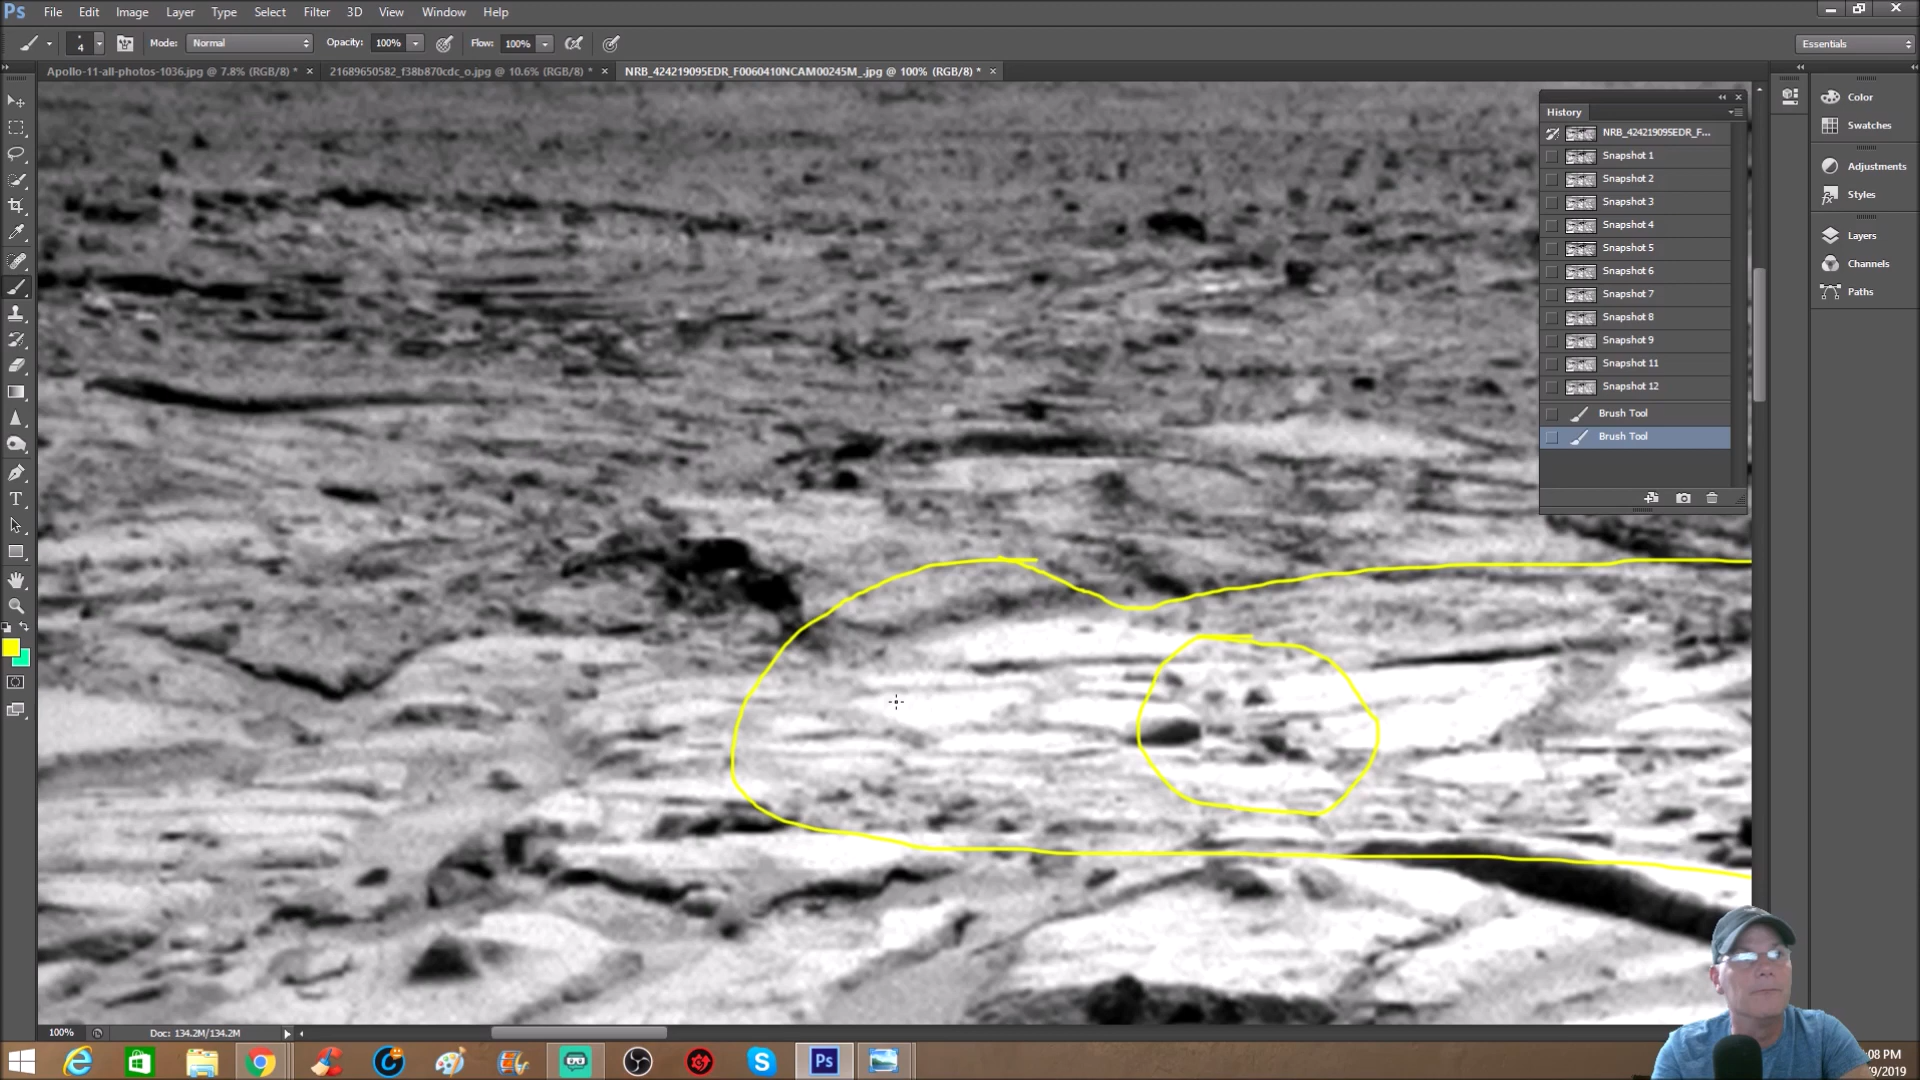 Ps File Edit Image Layer Type Select Filter 3D View Window Help
4 Mode: Normal Opacity: 100% Flow: 100% Essentials
Apollo-11-all-photos-1036.jpg @ 7.8% (RGB/8) * × 21689650582_f38b870cdc_o.jpg @ 10.6% (RGB/8) * × NRB_424219095EDR_F0060410NCAM00245M_.jpg @ 100% (RGB/8) * ×
History
NRB_424219095EDR_F...
Snapshot 1
Snapshot 2
Snapshot 3
Snapshot 4
Snapshot 5
Snapshot 6
Snapshot 7
Snapshot 8
Snapshot 9
Snapshot 11
Snapshot 12
Brush Tool
Brush Tool
Color
Swatches
Adjustments
Styles
Layers
Channels
Paths
T
100% Doc: 134.2M/134.2M
Ps
:08 PM
/9/2019